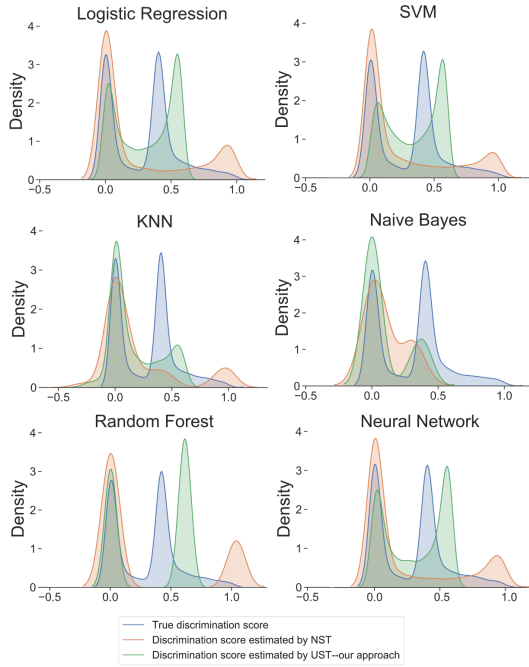 Logistic Regression
SVM
Density
4
3
2
1
0
−0.5 0.0 0.5 1.0
Density
4
3
2
1
0
−0.5 0.0 0.5 1.0
KNN
Naive Bayes
Density
3
2
1
0
−0.5 0.0 0.5 1.0
Density
4
3
2
1
0
−0.5 0.0 0.5 1.0
Random Forest
Neural Network
Density
4
3
2
1
0
−0.5 0.0 0.5 1.0
Density
4
3
2
1
0
−0.5 0.0 0.5 1.0
True discrimination score
Discrimination score estimated by NST
Discrimination score estimated by UST--our approach